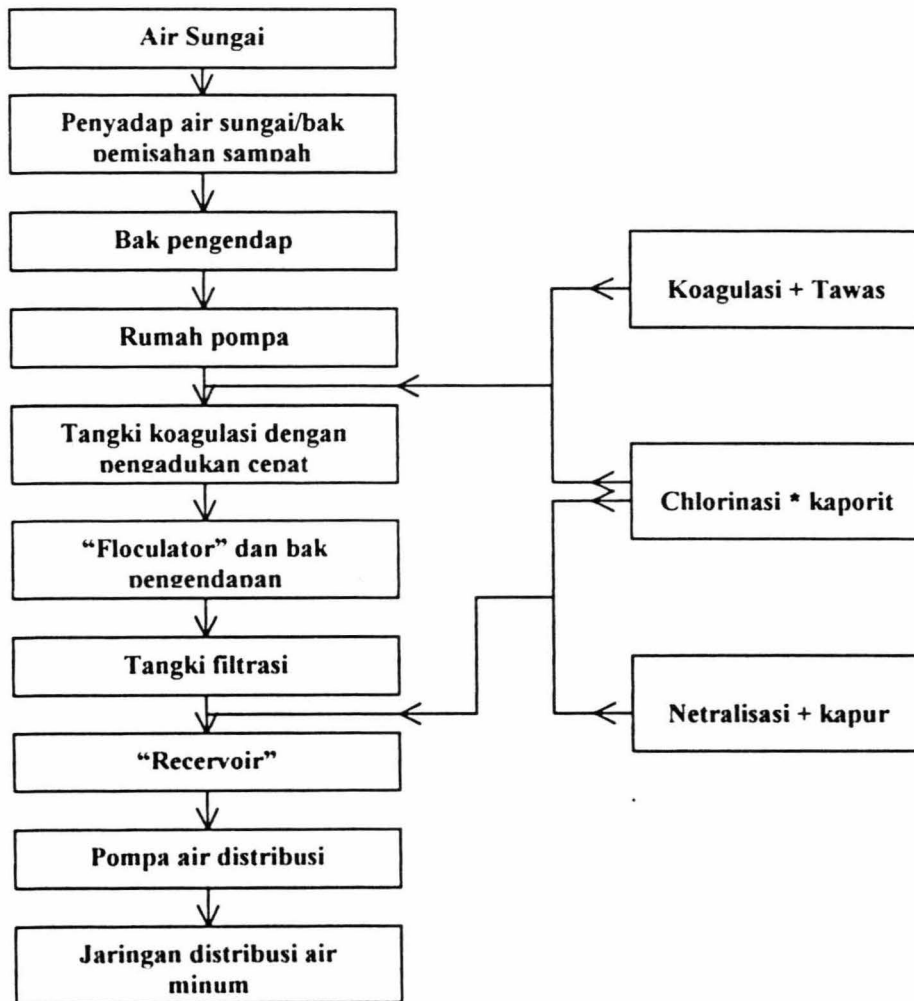 Air Sungai
Penyadap air sungai/bak
pemisahan sampah
Bak pengendap
Rumah pompa
Tangki koagulasi dengan
pengadukan cepat
“Floculator” dan bak
pengendapan
Tangki filtrasi
“Recervoir”
Pompa air distribusi
Jaringan distribusi air
minum
Koagulasi + Tawas
Chlorinasi * kaporit
Netralisasi + kapur